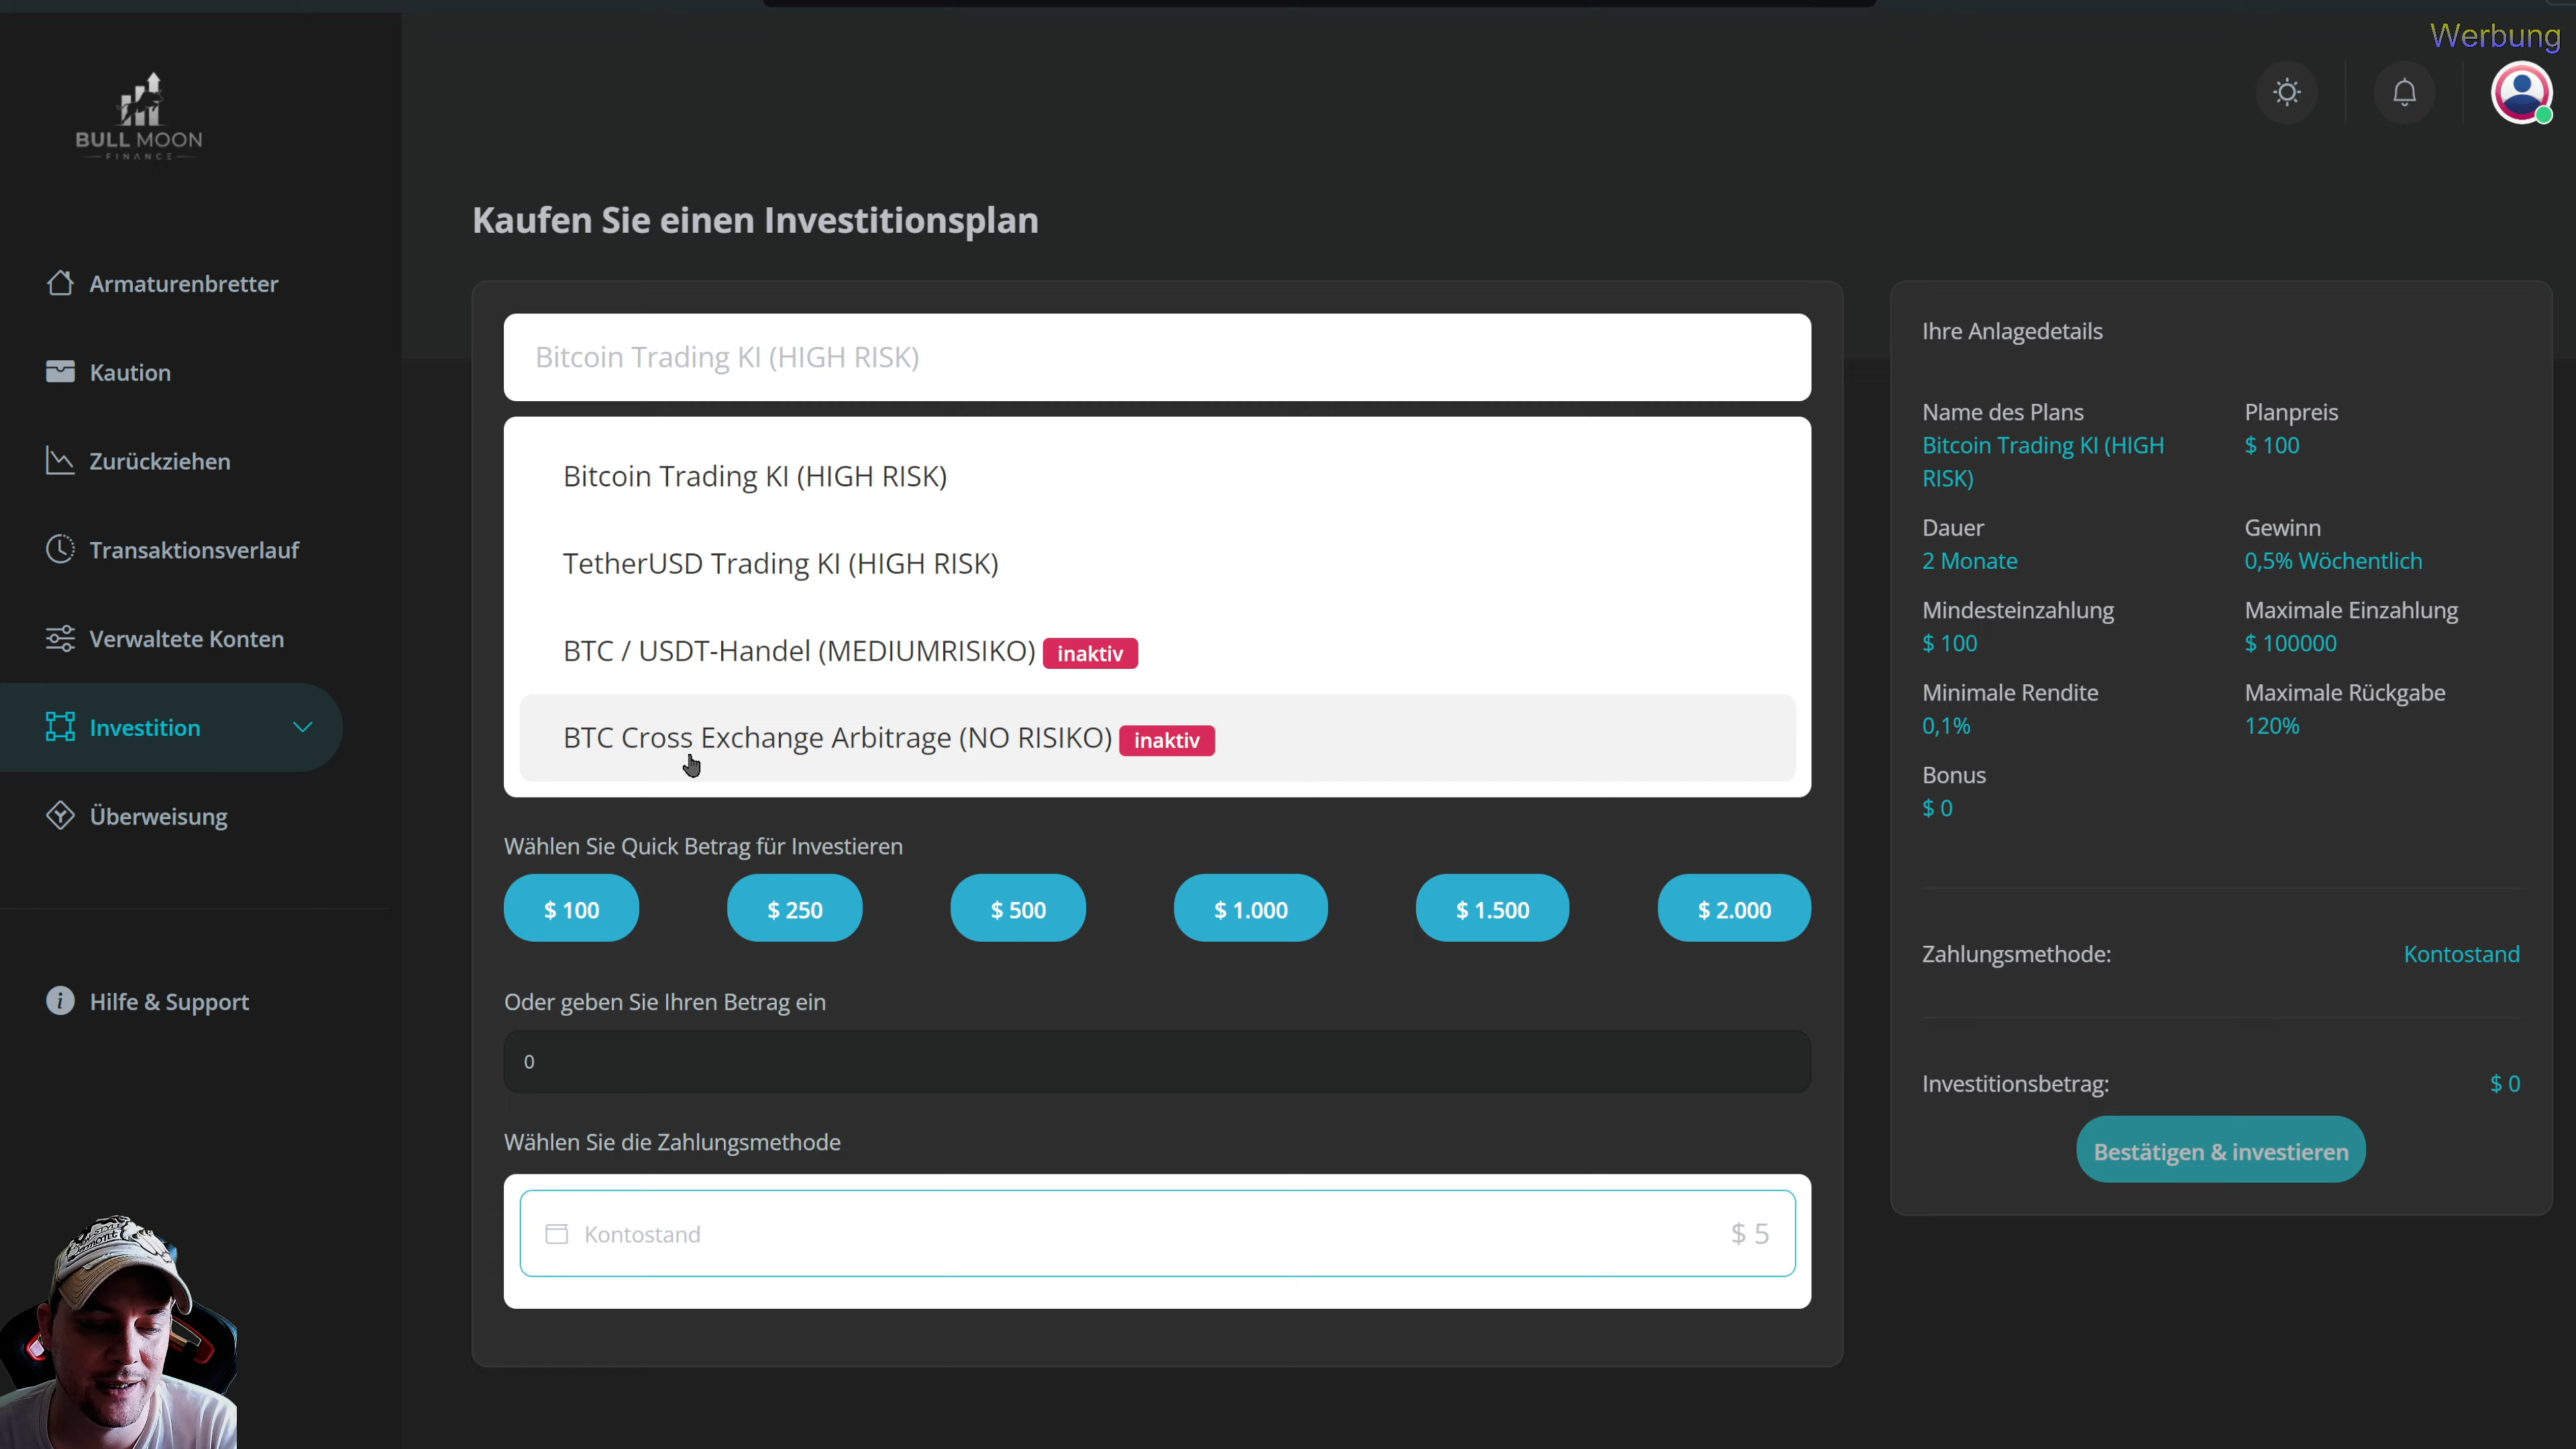 Werbung
BULL MOON
FINANCE
Armaturenbretter
Kaution
Zurückziehen
Transaktionsverlauf
Verwaltete Konten
Investition
Überweisung
Hilfe & Support
Kaufen Sie einen Investitionsplan
Bitcoin Trading KI (HIGH RISK)
Bitcoin Trading KI (HIGH RISK)
TetherUSD Trading KI (HIGH RISK)
BTC / USDT-Handel (MEDIUMRISIKO) inaktiv
BTC Cross Exchange Arbitrage (NO RISIKO) inaktiv
Wählen Sie Quick Betrag für Investieren
$ 100 $ 250 $ 500 $ 1.000 $ 1.500 $ 2.000
Oder geben Sie Ihren Betrag ein
0
Wählen Sie die Zahlungsmethode
Kontostand $ 5
Ihre Anlagedetails
Name des Plans Planpreis
Bitcoin Trading KI (HIGH $ 100
RISK)
Dauer Gewinn
2 Monate 0,5% Wöchentlich
Mindesteinzahlung Maximale Einzahlung
$ 100 $ 100000
Minimale Rendite Maximale Rückgabe
0,1% 120%
Bonus
$ 0
Zahlungsmethode: Kontostand
Investitionsbetrag: $ 0
Bestätigen & investieren